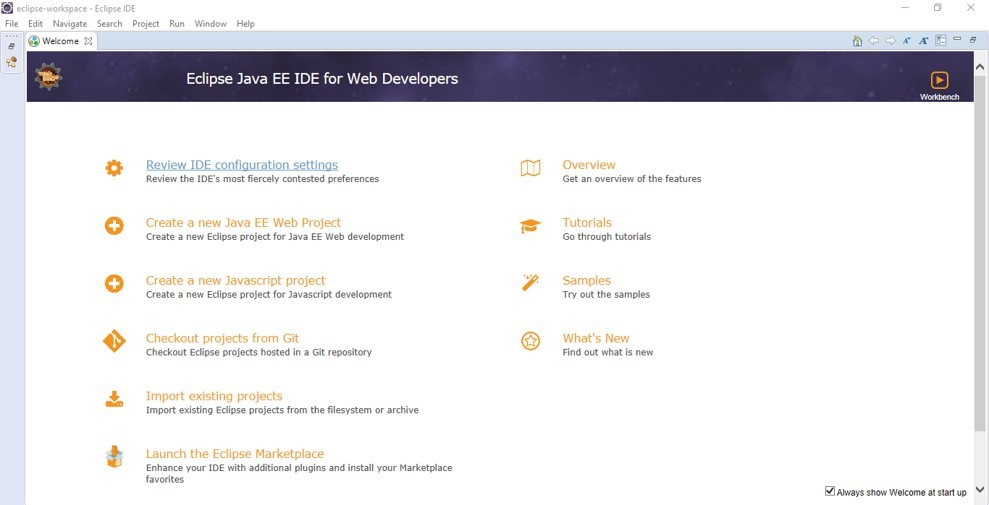 eclipse-workspace - Eclipse IDE
File Edit Navigate Search Project Run Window Help
Welcome
Eclipse Java EE IDE for Web Developers
Workbench
Review IDE configuration settings
Review the IDE's most fiercely contested preferences
Create a new Java EE Web Project
Create a new Eclipse project for Java EE Web development
Create a new Javascript project
Create a new Eclipse project for Javascript development
Checkout projects from Git
Checkout Eclipse projects hosted in a Git repository
Import existing projects
Import existing Eclipse projects from the filesystem or archive
Launch the Eclipse Marketplace
Enhance your IDE with additional plugins and install your Marketplace
favorites
Overview
Get an overview of the features
Tutorials
Go through tutorials
Samples
Try out the samples
What's New
Find out what is new
Always show Welcome at start up